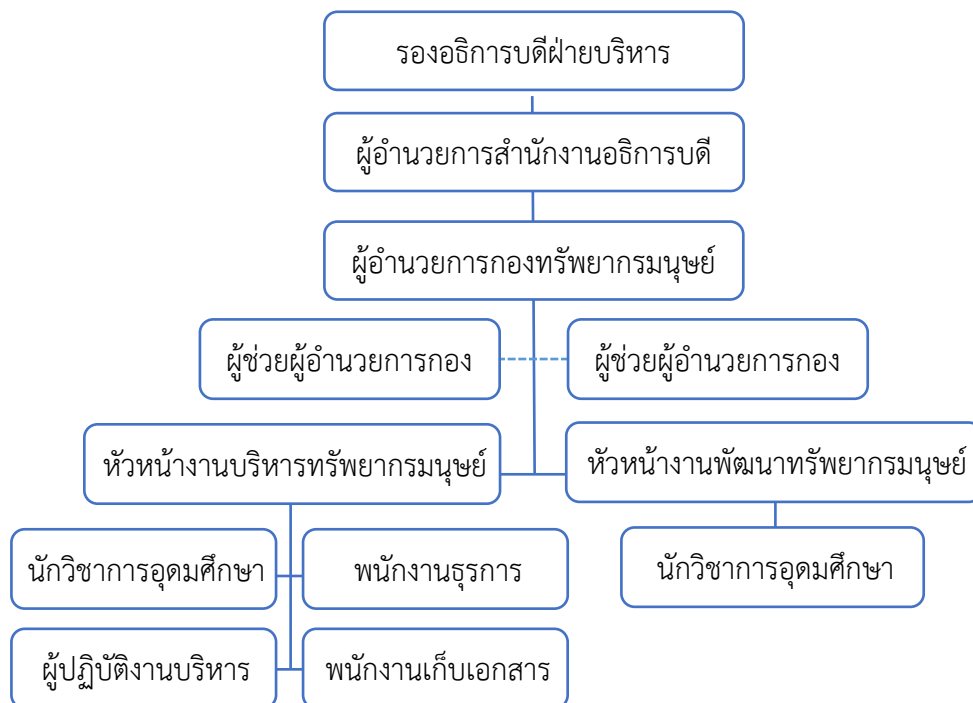 รองอธิการบดีฝ่ายบริหาร
ผู้อำนวยการสำนักงานอธิการบดี
ผู้อำนวยการกองทรัพยากรมนุษย์
ผู้ช่วยผู้อำนวยการกอง
ผู้ช่วยผู้อำนวยการกอง
หัวหน้างานบริหารทรัพยากรมนุษย์
หัวหน้างานพัฒนาทรัพยากรมนุษย์
นักวิชาการอุดมศึกษา
พนักงานธุรการ
นักวิชาการอุดมศึกษา
ผู้ปฏิบัติงานบริหาร
พนักงานเก็บเอกสาร